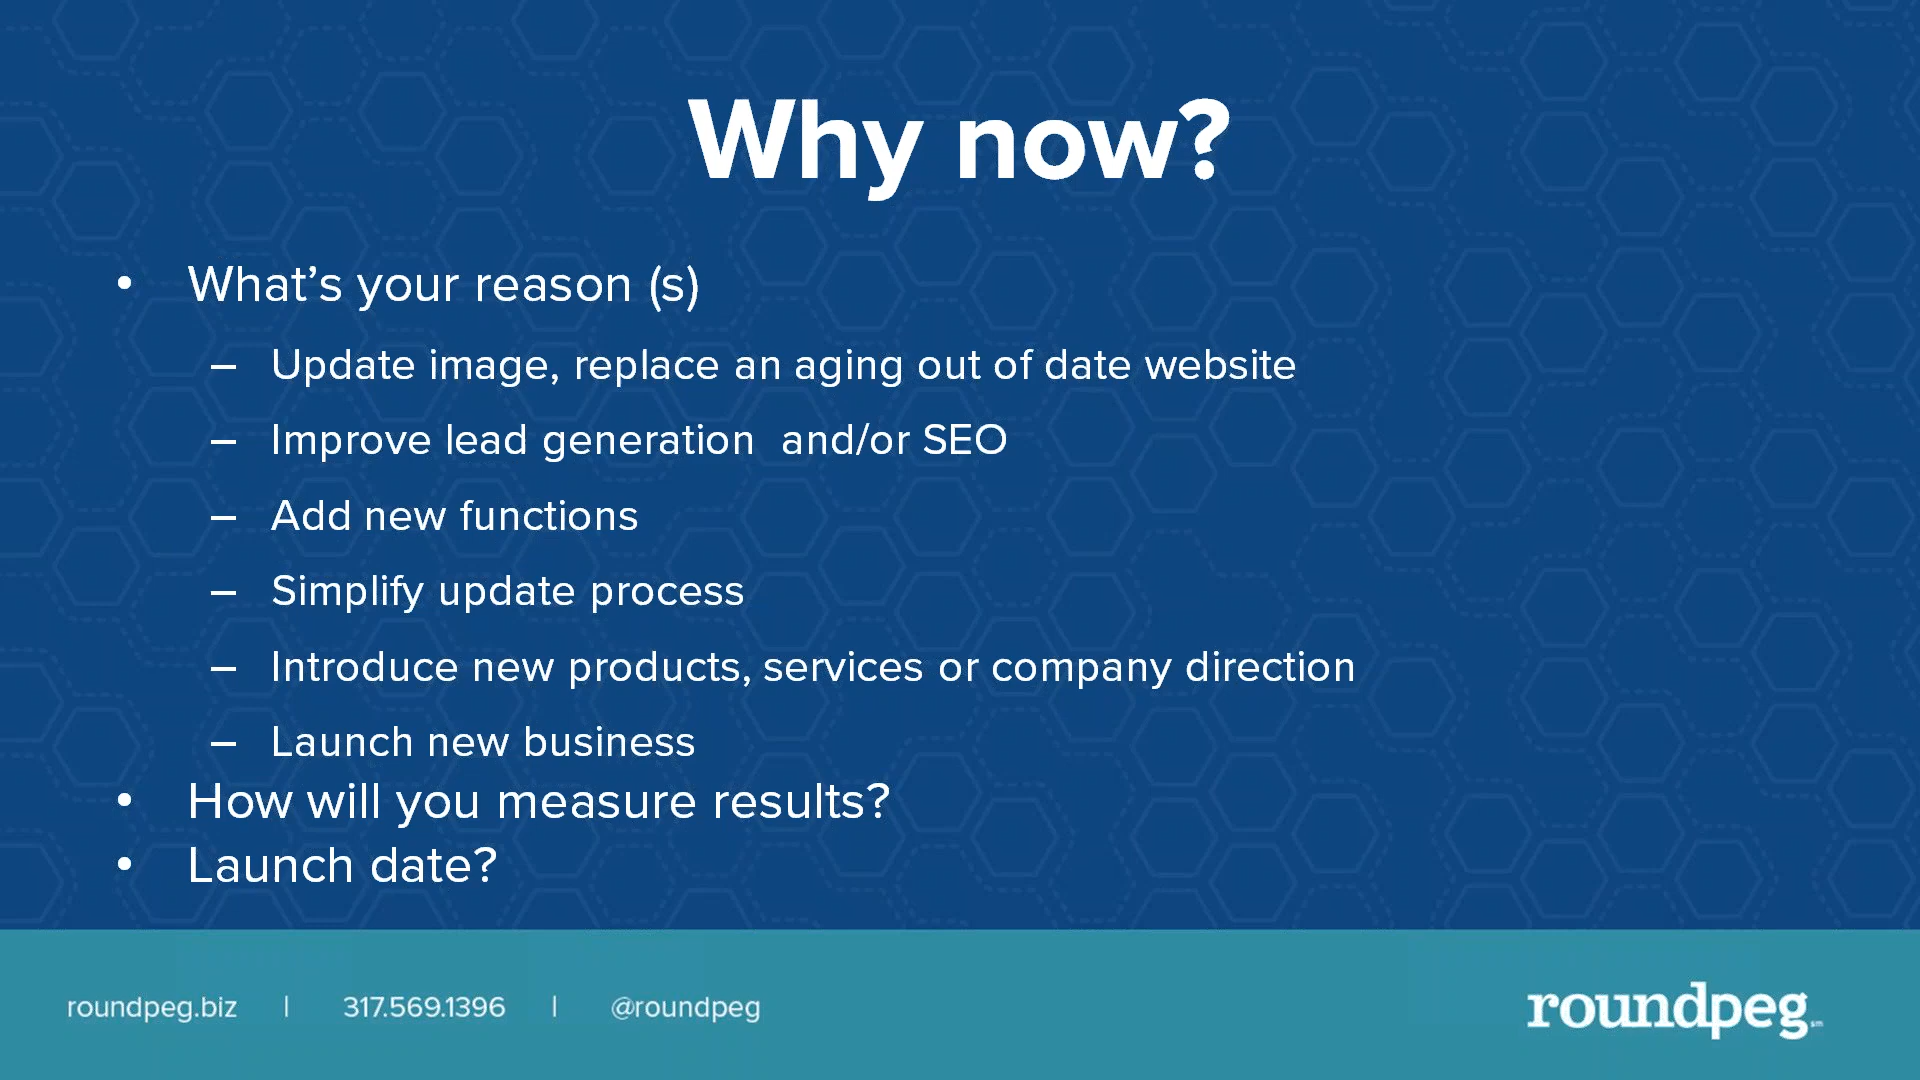 Why now?
• What’s your reason (s)
– Update image, replace an aging out of date website
– Improve lead generation  and/or SEO
– Add new functions
– Simplify update process
– Introduce new products, services or company direction
– Launch new business
• How will you measure results?
• Launch date?
roundpeg.biz | 317.569.1396 | @roundpeg
roundpeg℠